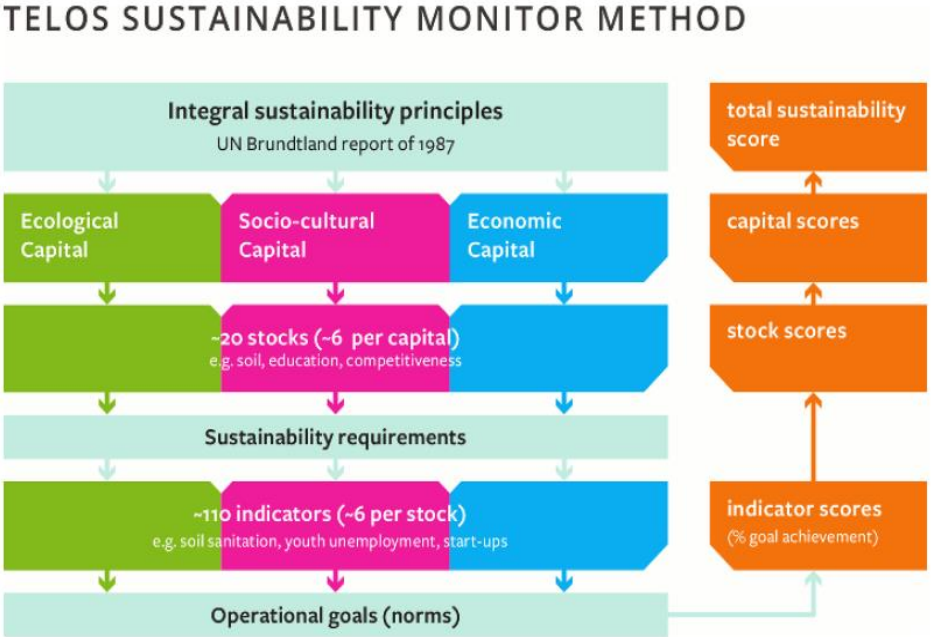 TELOS SUSTAINABILITY MONITOR METHOD
Integral sustainability principles
UN Brundtland report of 1987
Ecological
Capital
Socio-cultural
Capital
Economic
Capital
~20 stocks (~6 per capital)
e.g. soil, education, competitiveness
Sustainability requirements
~110 indicators (~6 per stock)
e.g. soil sanitation, youth unemployment, start-ups
Operational goals (norms)
total sustainability
score
capital scores
stock scores
indicator scores
(% goal achievement)